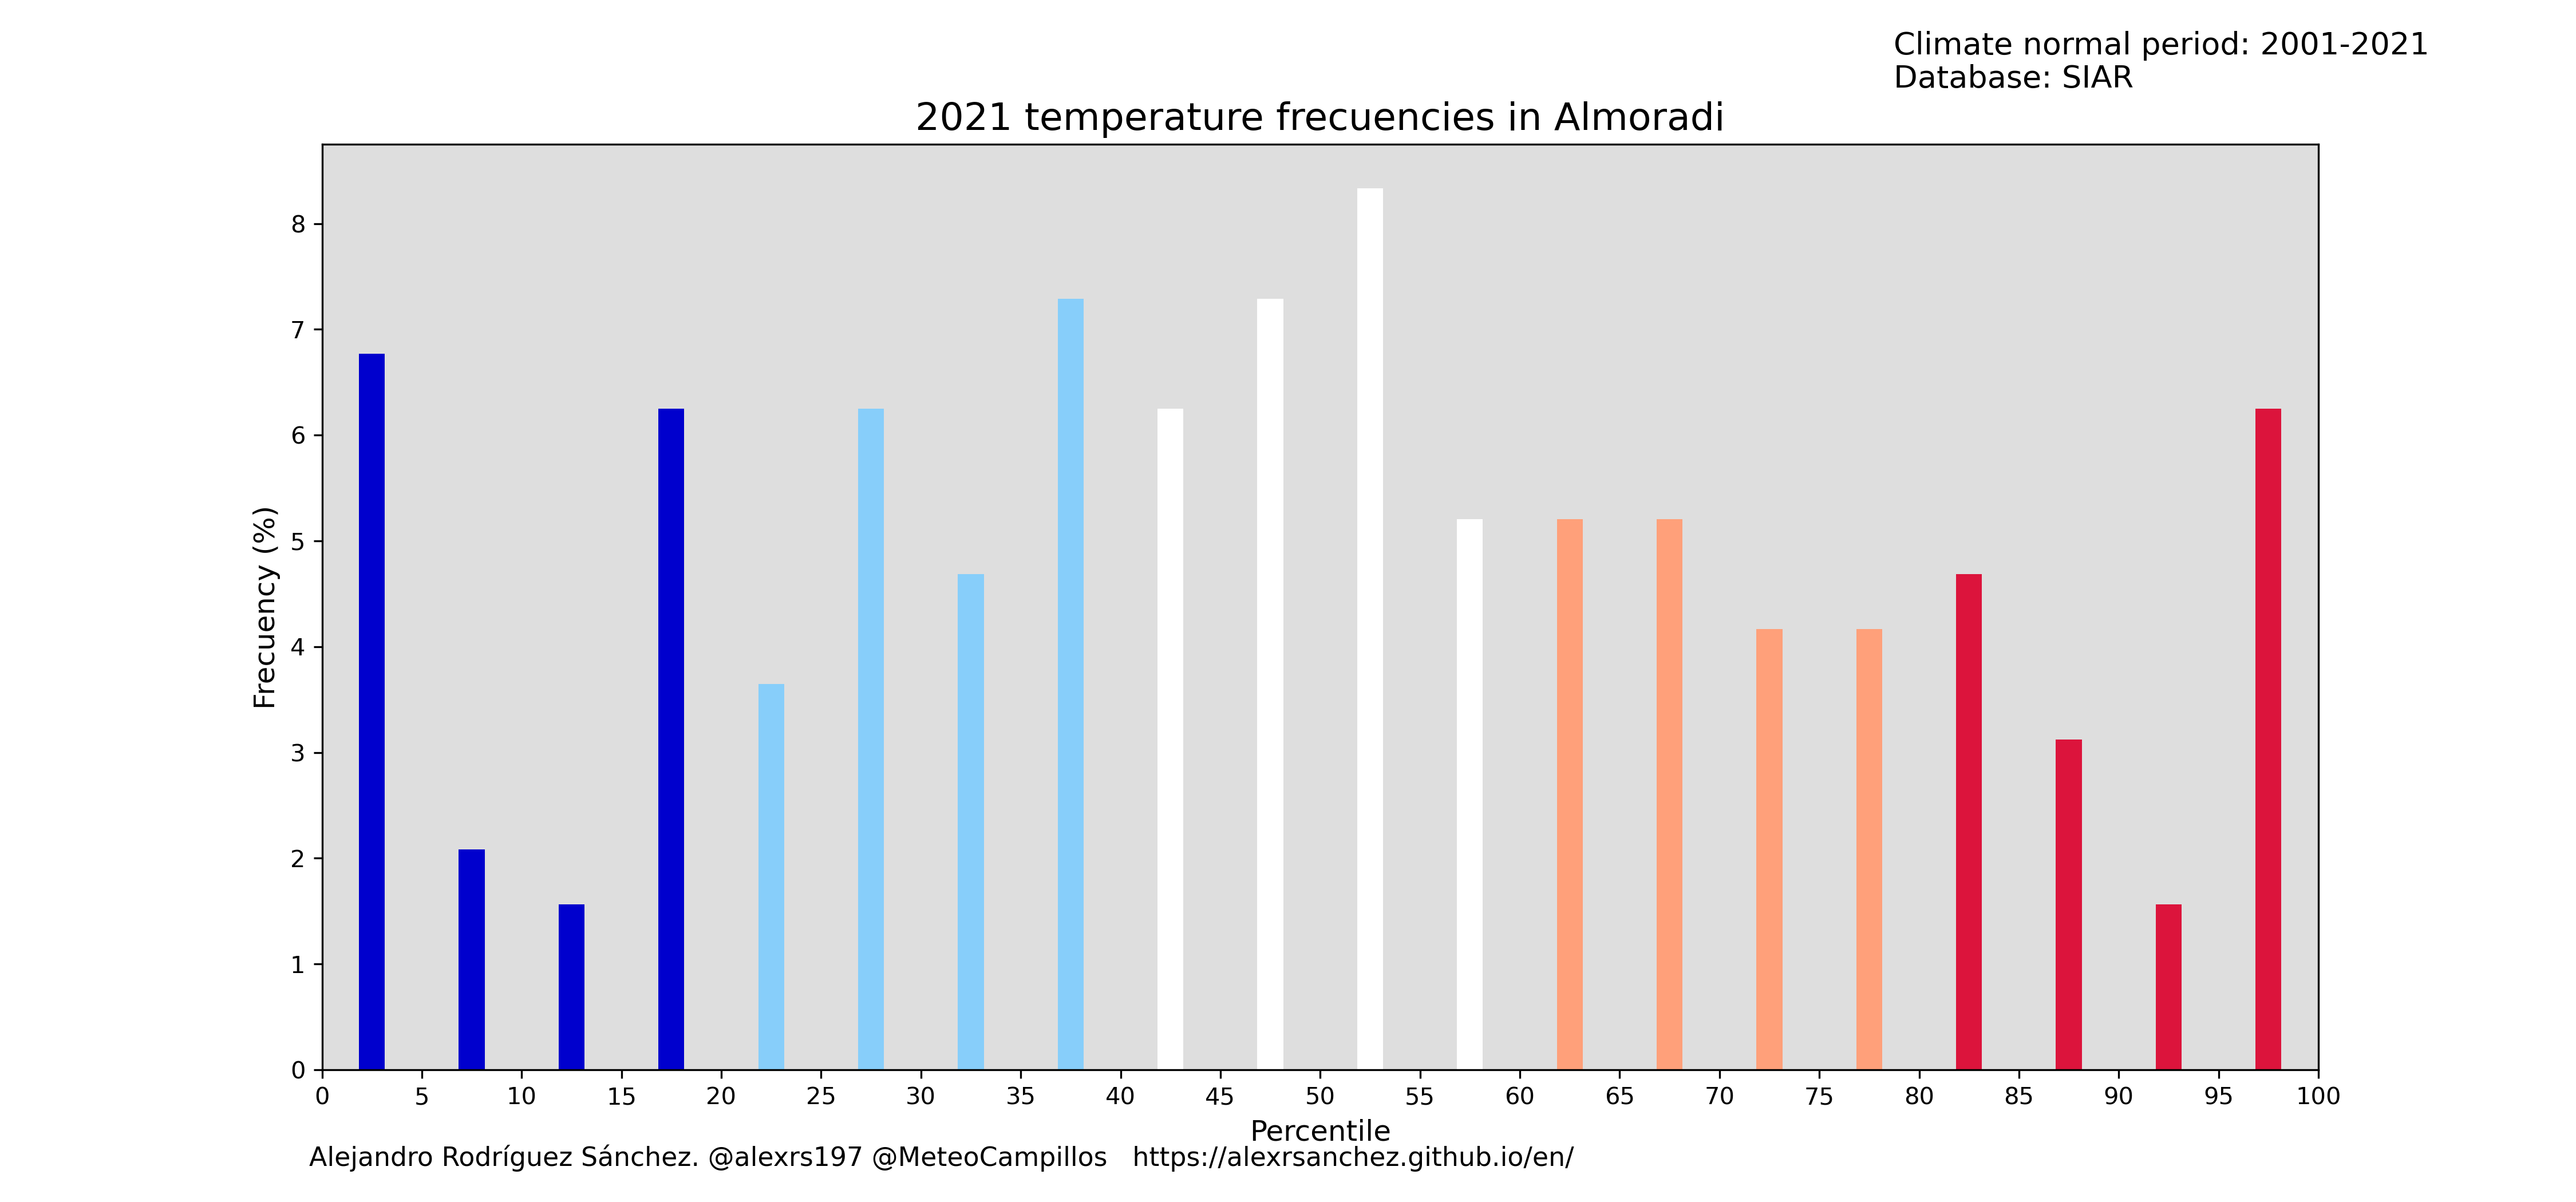 Climate normal period: 2001-2021
Database: SIAR
2021 temperature frecuencies in Almoradi
Frecuency (%)
8
7
6
5
4
3
2
1
0
0 5 10 15 20 25 30 35 40 45 50 55 60 65 70 75 80 85 90 95 100
Percentile
Alejandro Rodríguez Sánchez. @alexrs197 @MeteoCampillos https://alexrsanchez.github.io/en/